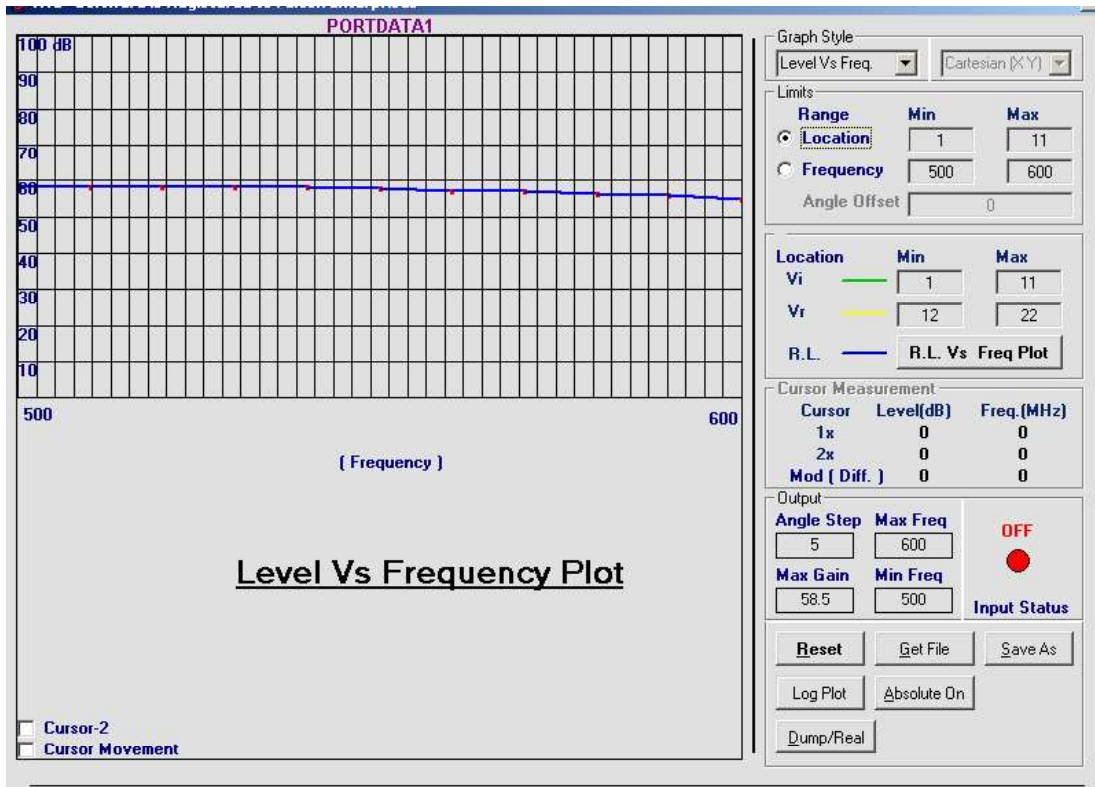 PORTDATA1
100 dB
90
80
70
60
50
40
30
20
10
500
600
( Frequency )
Level Vs Frequency Plot
Cursor-2
Cursor Movement
Graph Style
Level Vs Freq.
Cartesian (X Y)
Limits
Range Min Max
Location 1 11
Frequency 500 600
Angle Offset 0
Location Min Max
Vi 1 11
Vr 12 22
R.L. R.L. Vs Freq Plot
Cursor Measurement
Cursor Level(dB) Freq.(MHz)
1x 0 0
2x 0 0
Mod ( Diff. ) 0 0
Output
Angle Step Max Freq
5 600
Max Gain Min Freq
58.5 500
OFF
Input Status
Reset Get File Save As
Log Plot Absolute On
Dump/Real